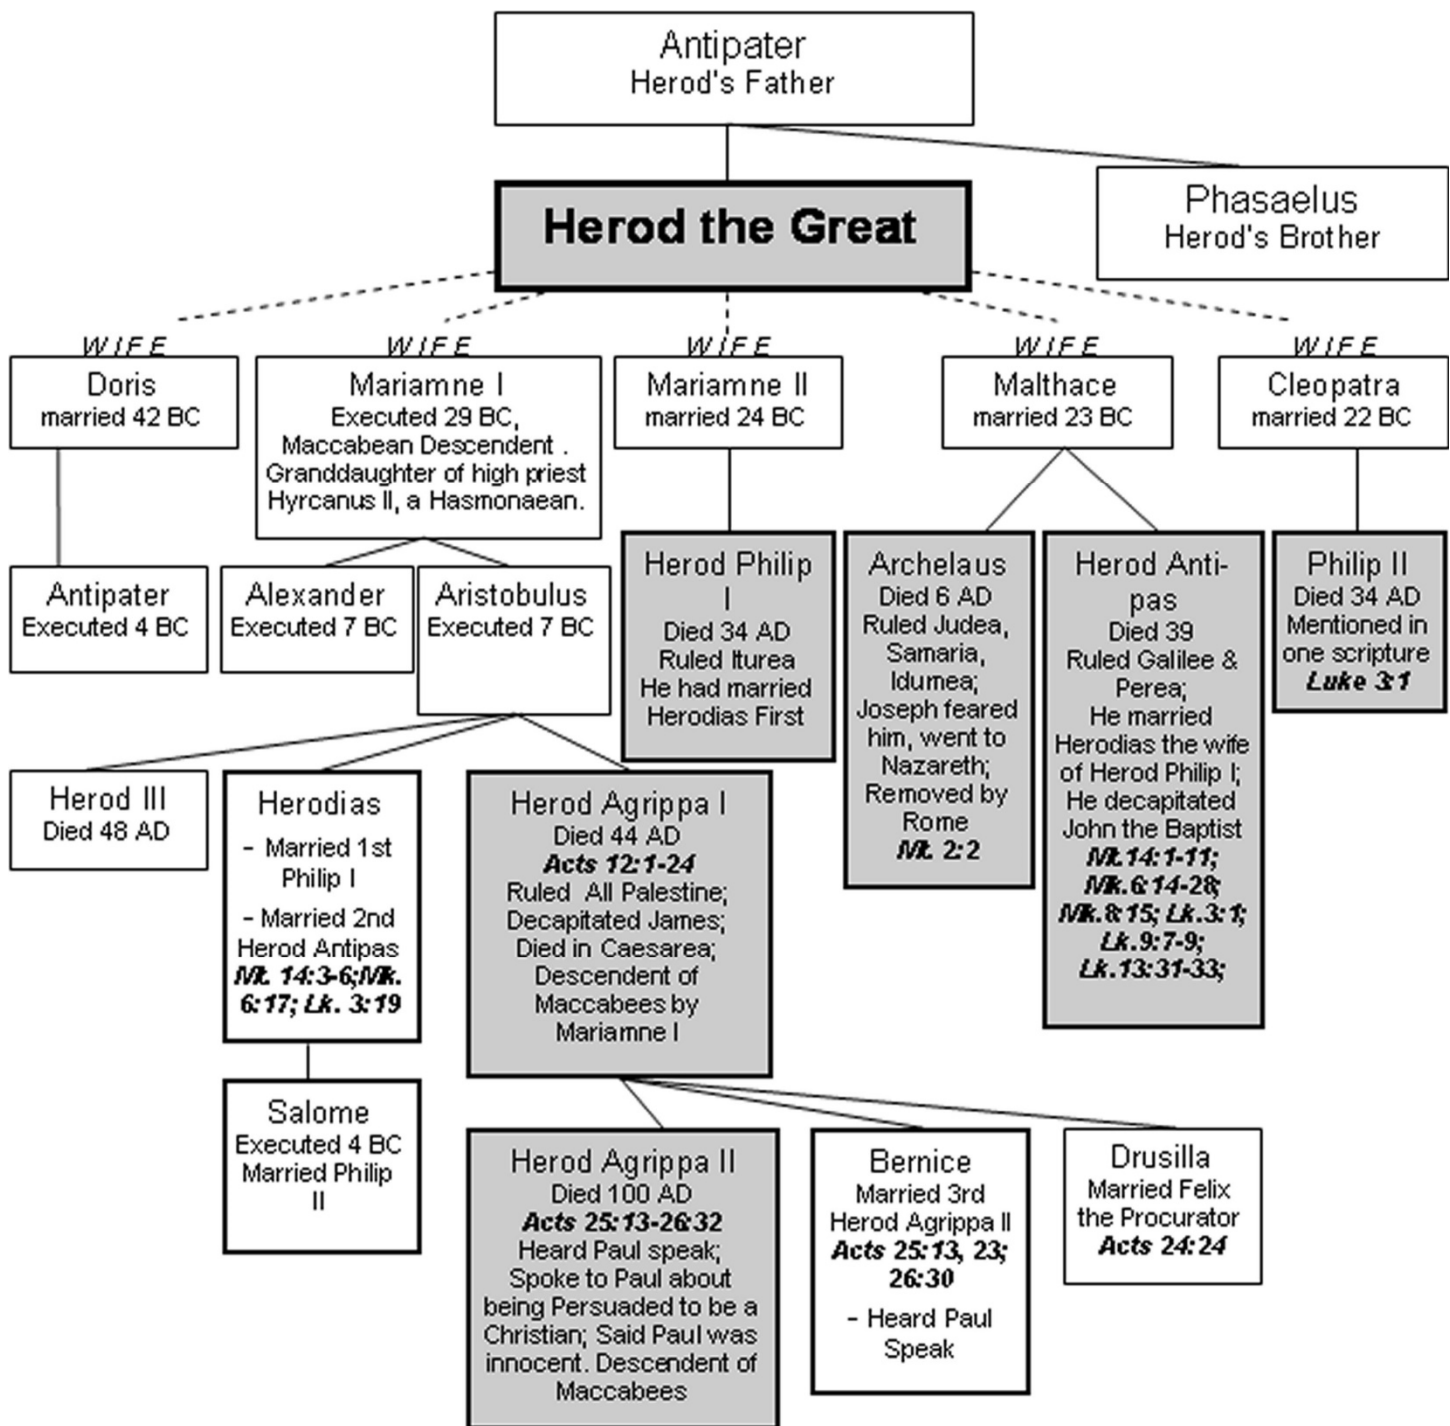 Antipater
Herod's Father
Phasaelus
Herod's Brother
Herod the Great
WIFE
Doris
married 42 BC
WIFE
Mariamne I
Executed 29 BC,
Maccabean Descendent .
Granddaughter of high priest
Hyrcanus II, a Hasmonaean.
WIFE
Mariamne II
married 24 BC
WIFE
Malthace
married 23 BC
WIFE
Cleopatra
married 22 BC
Antipater
Executed 4 BC
Alexander
Executed 7 BC
Aristobulus
Executed 7 BC
Herod Philip
I
Died 34 AD
Ruled Iturea
He had married
Herodias First
Archelaus
Died 6 AD
Ruled Judea,
Samaria,
Idumea;
Joseph feared
him, went to
Nazareth;
Removed by
Rome
Mt. 2:2
Herod Anti-
pas
Died 39
Ruled Galilee &
Perea;
He married
Herodias the wife
of Herod Philip I;
He decapitated
John the Baptist
Mt.14:1-11;
Mk.6:14-28;
Mk.8:15; Lk.3:1;
Lk.9:7-9;
Lk.13:31-33;
Philip II
Died 34 AD
Mentioned in
one scripture
Luke 3:1
Herod III
Died 48 AD
Herodias
- Married 1st
Philip I
- Married 2nd
Herod Antipas
Mt. 14:3-6;Mk.
6:17; Lk. 3:19
Herod Agrippa I
Died 44 AD
Acts 12:1-24
Ruled All Palestine;
Decapitated James;
Died in Caesarea;
Descendent of
Maccabees by
Mariamne I
Salome
Executed 4 BC
Married Philip
II
Herod Agrippa II
Died 100 AD
Acts 25:13-26:32
Heard Paul speak;
Spoke to Paul about
being Persuaded to be a
Christian; Said Paul was
innocent. Descendent of
Maccabees
Bernice
Married 3rd
Herod Agrippa II
Acts 25:13, 23;
26:30
- Heard Paul
Speak
Drusilla
Married Felix
the Procurator
Acts 24:24